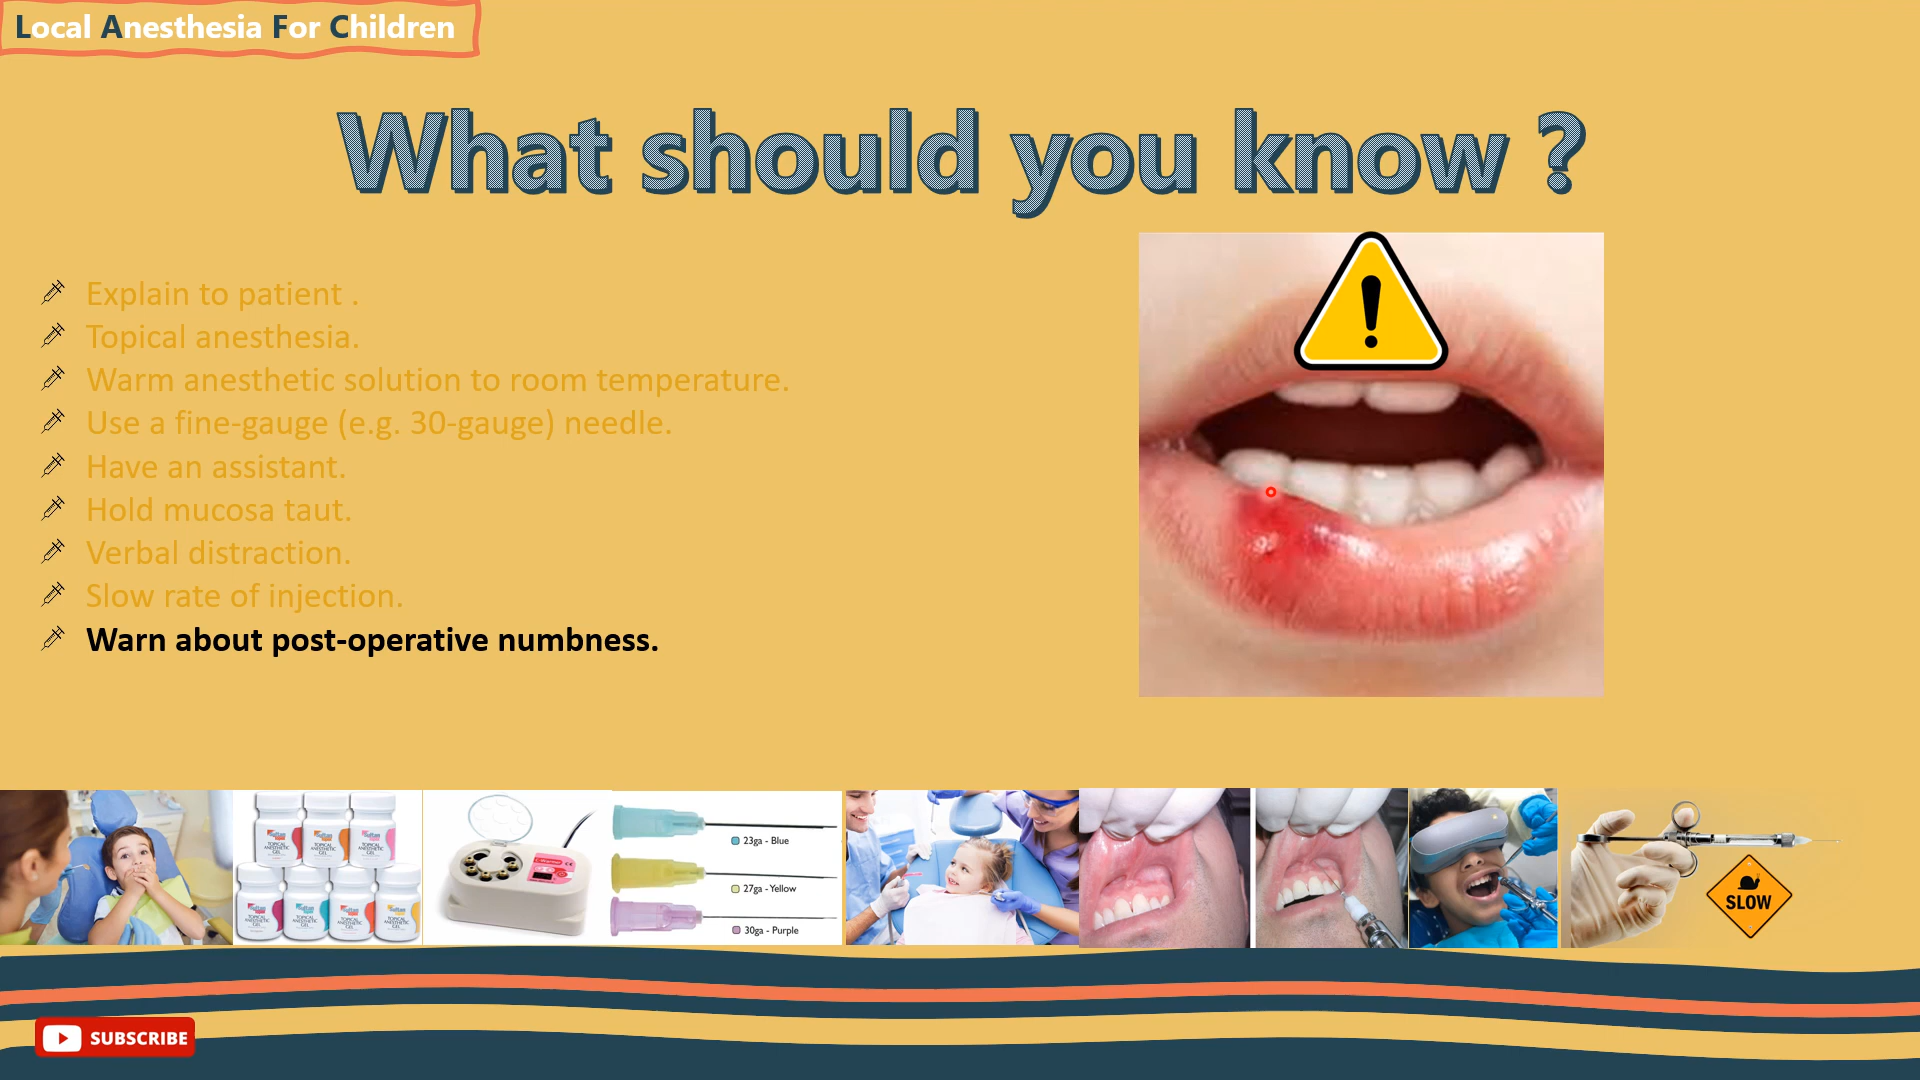 Local Anesthesia For Children
What should you know ?
Explain to patient .
Topical anesthesia.
Warm anesthetic solution to room temperature.
Use a fine-gauge (e.g. 30-gauge) needle.
Have an assistant.
Hold mucosa taut.
Verbal distraction.
Slow rate of injection.
Warn about post-operative numbness.
23ga - Blue
27ga - Yellow
30ga - Purple
SLOW
SUBSCRIBE